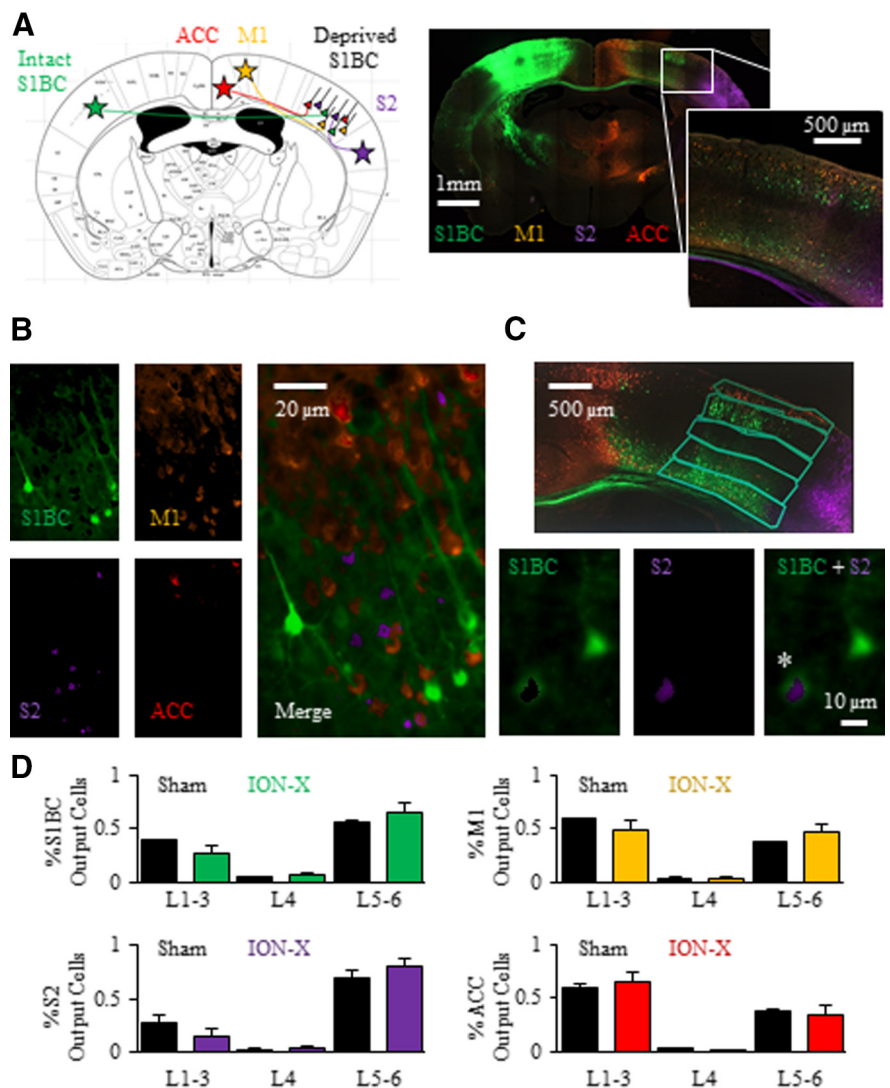 A
ACC M1
Deprived
S1BC
Intact
S1BC
S2
1mm
S1BC M1 S2 ACC
500 µm
B
S1BC
M1
S2
ACC
20 µm
Merge
C
500 µm
S1BC
S2
S1BC + S2
*
10 µm
D
%S1BC
Output Cells
1
0.5
0
Sham ION-X
L1-3 L4 L5-6
%M1
Output Cells
1
0.5
0
Sham ION-X
L1-3 L4 L5-6
%S2
Output Cells
1
0.5
0
Sham ION-X
L1-3 L4 L5-6
%ACC
Output Cells
1
0.5
0
Sham ION-X
L1-3 L4 L5-6